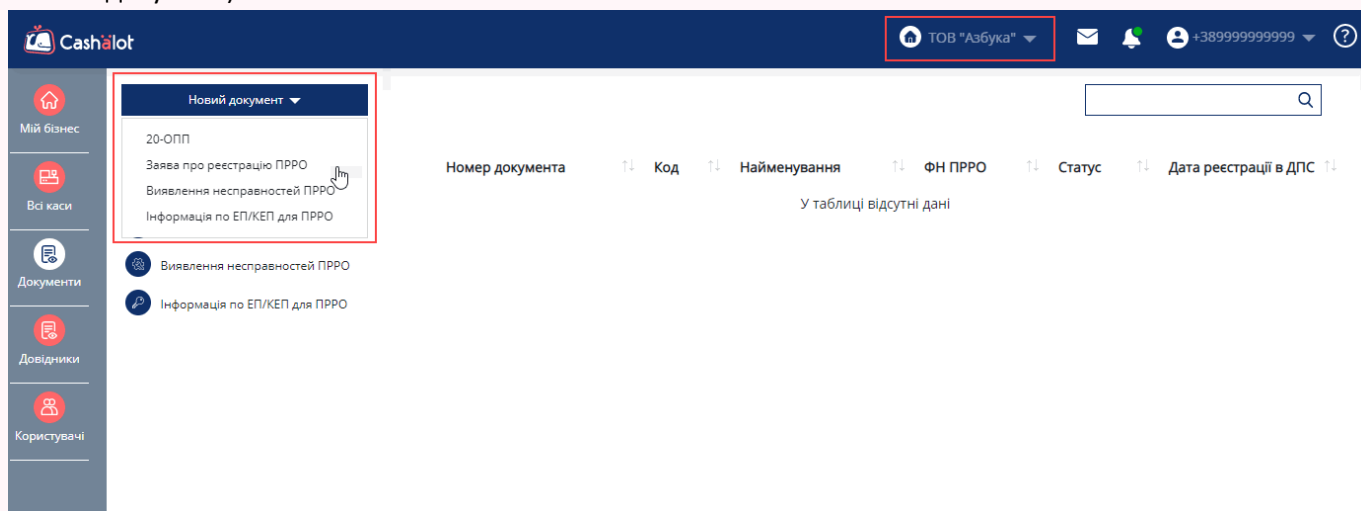 Cashälot
ТОВ "Азбука"
+389999999999
Мій бізнес
Всі каси
Документи
Довідники
Користувачі
Новий документ
20-ОПП
Заява про реєстрацію ПРРО
Виявлення несправностей ПРРО
Інформація по ЕП/КЕП для ПРРО
Виявлення несправностей ПРРО
Інформація по ЕП/КЕП для ПРРО
Номер документа Код Найменування ФН ПРРО Статус Дата реєстрації в ДПС
У таблиці відсутні дані